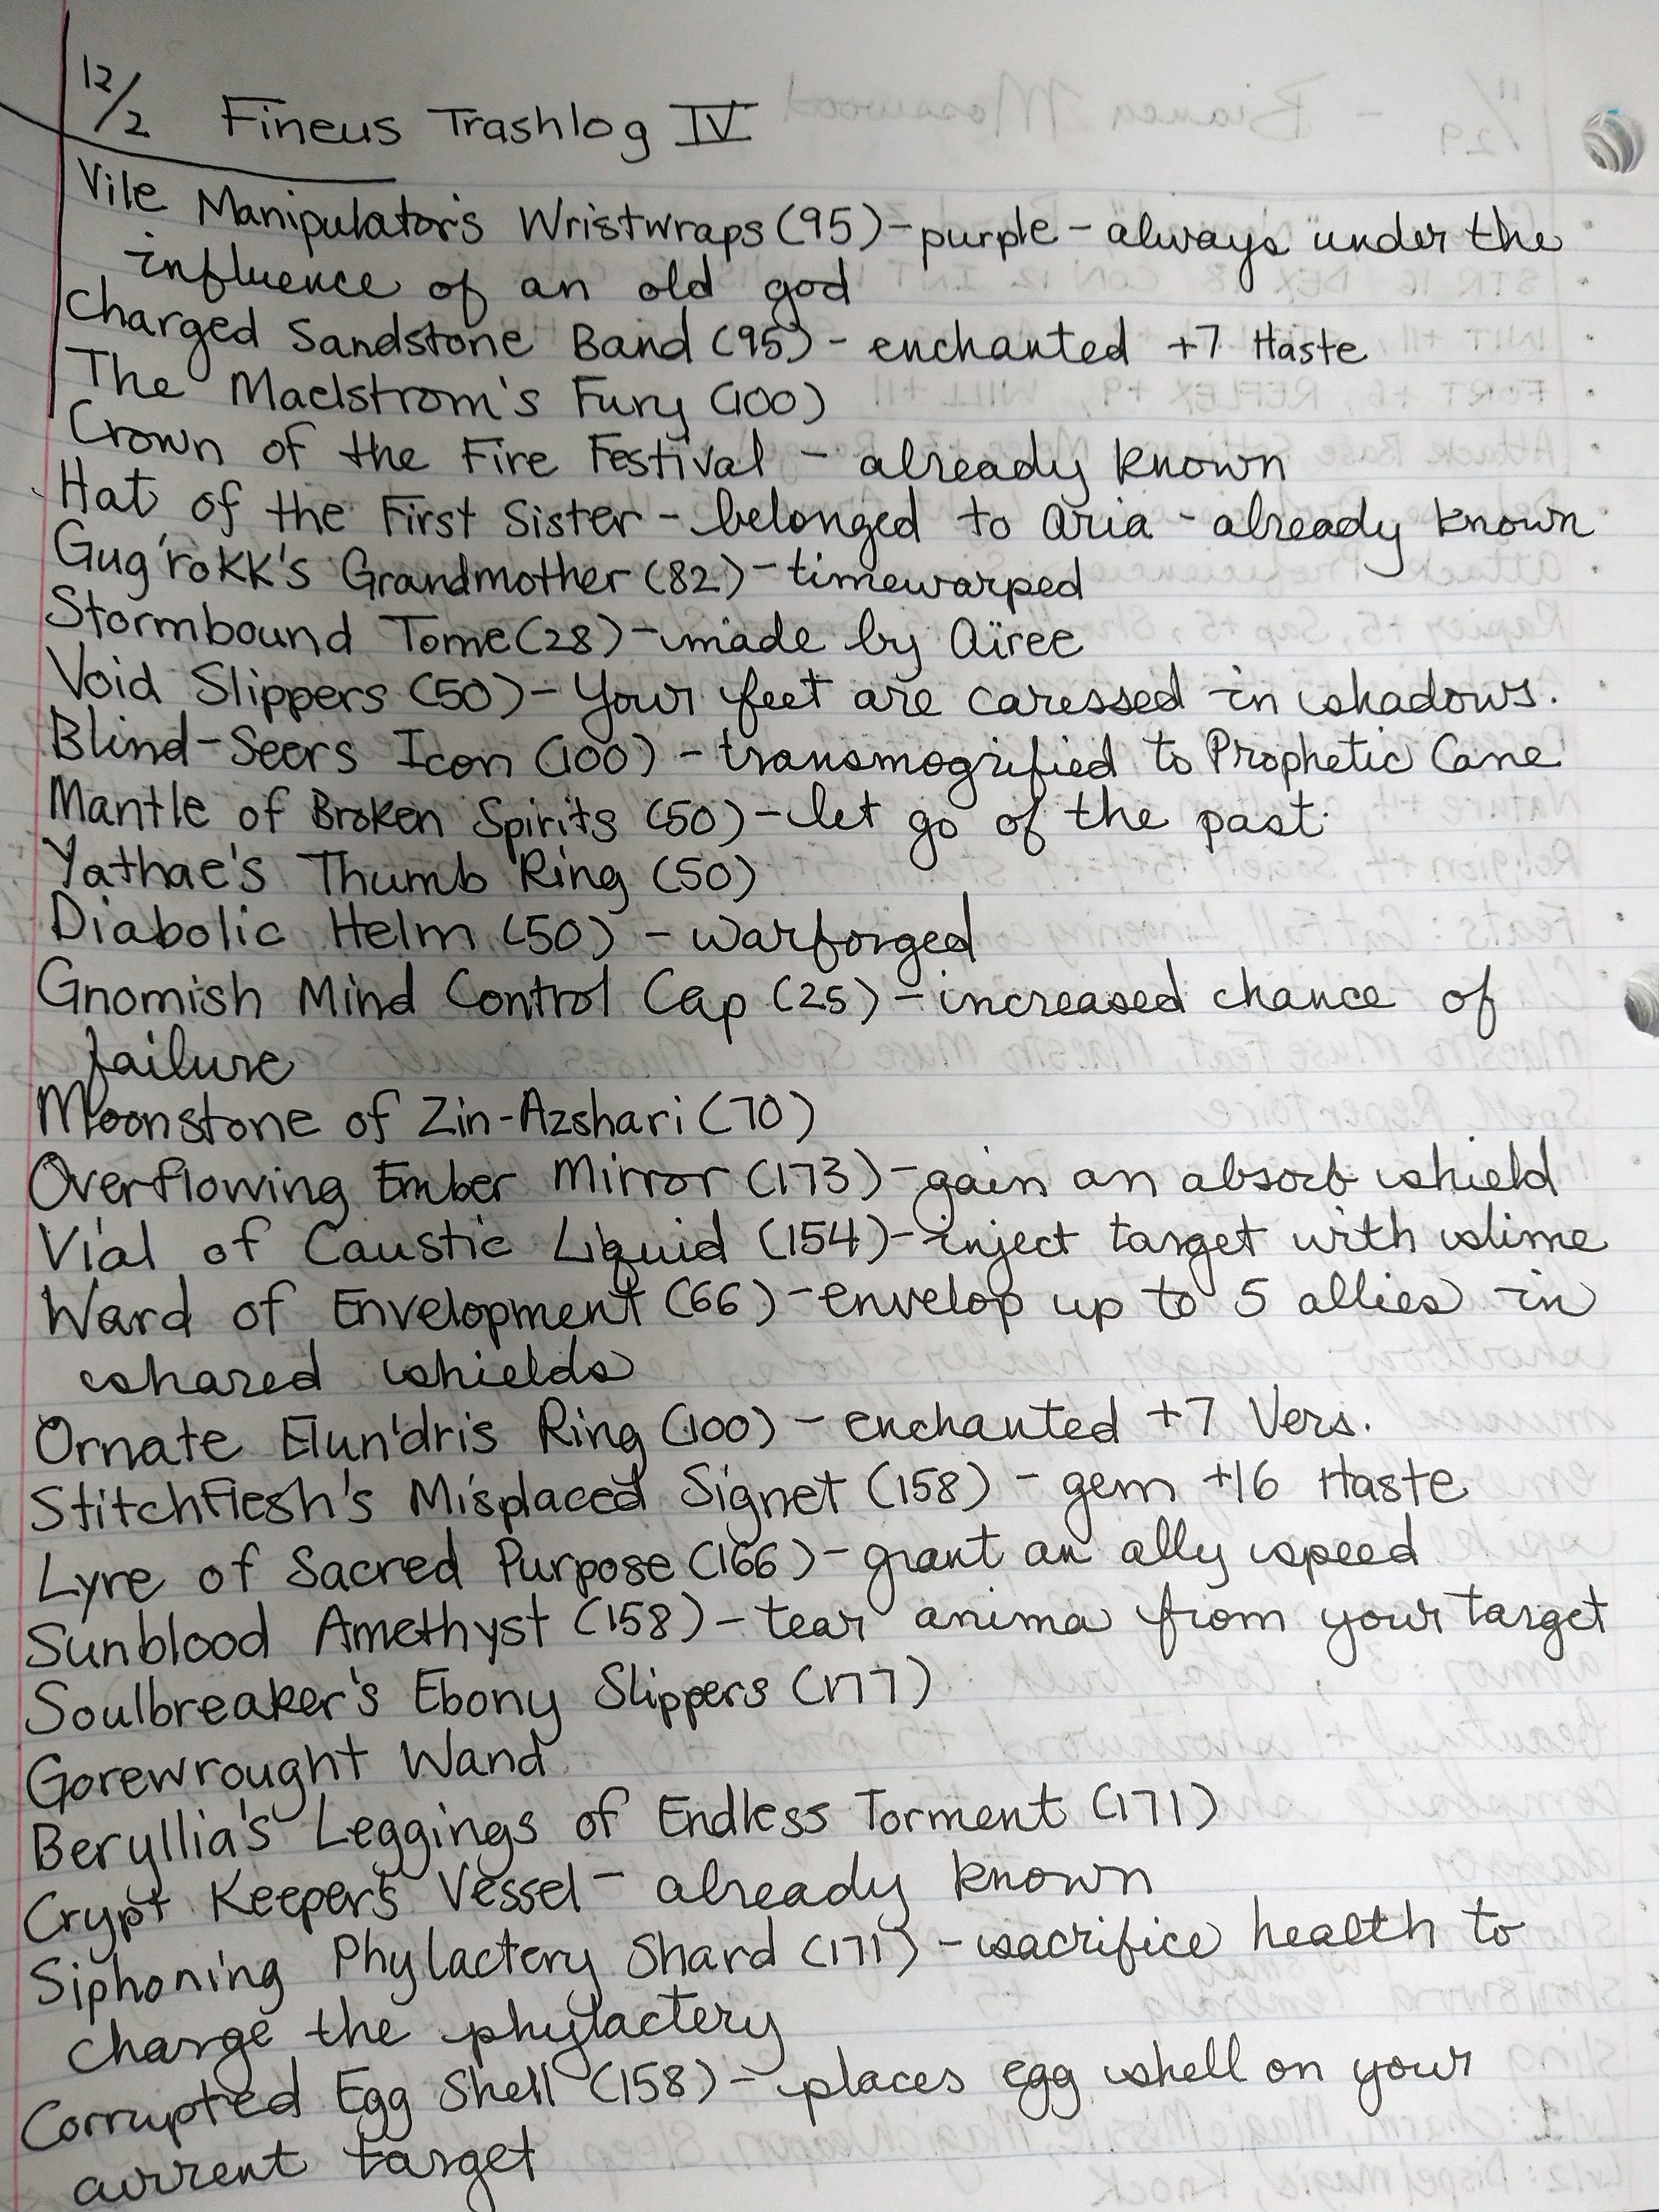 12/2 Fineus Trashlog IV
Vile Manipulator's Wristwraps (95) - purple - always under the
influence of an old god
Charged Sandstone Band (95) - enchanted +7 Haste
The Maelstrom's Fury (100)
Crown of the Fire Festival - already known
Hat of the First Sister - belonged to Aria - already known
Gug'rokk's Grandmother (82) - timewarped
Stormbound Tome (28) - made by Aïree
Void Slippers (50) - Your feet are caressed in shadows.
Blind-Seers Icon (100) - transmogrified to Prophetic Cane
Mantle of Broken Spirits (50) - let go of the past
Yathae's Thumb Ring (50)
Diabolic Helm (50) - warforged
Gnomish Mind Control Cap (25) - increased chance of
failure
Moonstone of Zin-Azshari (70)
Overflowing Ember Mirror (173) - gain an absorb shield
Vial of Caustic Liquid (154) - inject target with slime
Ward of Envelopment (66) - envelop up to 5 allies in
shared shields
Ornate Elun'dris Ring (100) - enchanted +7 Vers.
Stitchflesh's Misplaced Signet (158) - gem +16 Haste
Lyre of Sacred Purpose (166) - grant an ally speed
Sunblood Amethyst (158) - tear anima from your target
Soulbreaker's Ebony Slippers (177)
Gorewrought Wand
Beryllia's Leggings of Endless Torment (171)
Crypt Keeper's Vessel - already known
Siphoning Phylactery Shard (171) - sacrifice health to
charge the phylactery
Corrupted Egg Shell (158) - places egg shell on your
current target